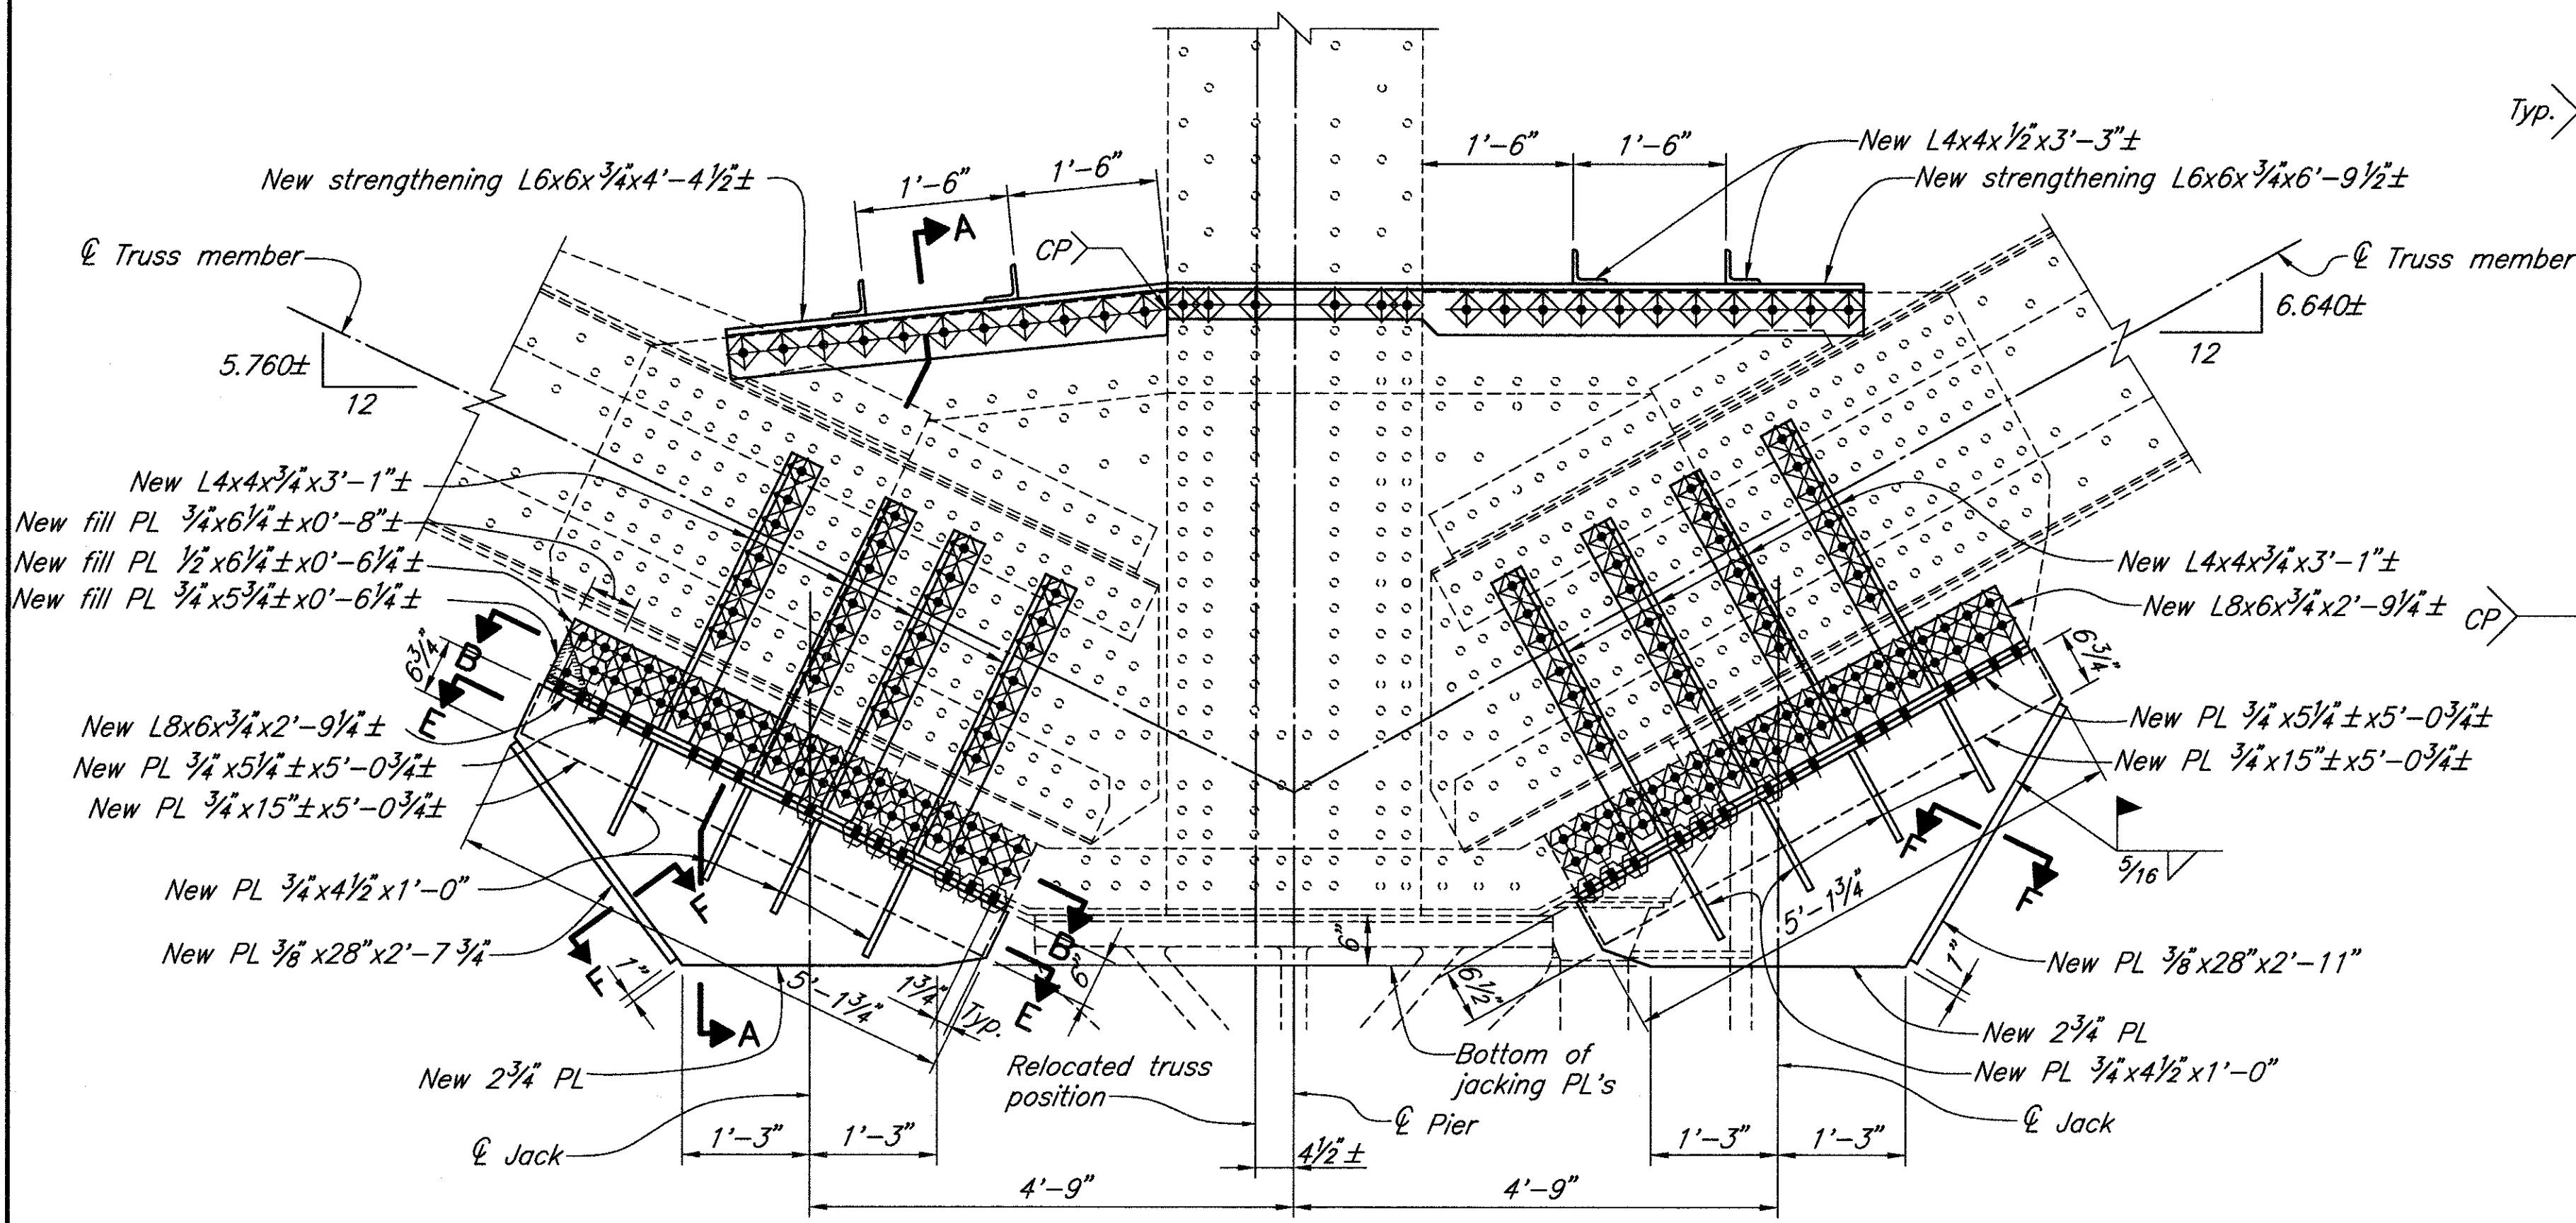 Typ.
1'-6"
1'-6"
New L4x4x½"x3'-3"±
New strengthening L6x6x¾"x4'-4½"±
1'-6"
1'-6"
New strengthening L6x6x¾"x6'-9½"±
A
CP
℄ Truss member
℄ Truss member
5.760±
12
6.640±
12
New L4x4x¾"x3'-1"±
New fill PL ¾"x6¼"±x0'-8"±
New fill PL ½"x6¼"±x0'-6¼"±
New fill PL ¾"x5¾"±x0'-6¼"±
New L4x4x¾"x3'-1"±
New L8x6x¾"x2'-9¼"±
CP
6¾"
B
E
6¾"
New L8x6x¾"x2'-9¼"±
New PL ¾"x5¼"±x5'-0¾"±
New PL ¾"x15"±x5'-0¾"±
New PL ¾"x5¼"±x5'-0¾"±
New PL ¾"x15"±x5'-0¾"±
New PL ¾"x4½"x1'-0"
New PL ⅜"x28"x2'-7 ¾"
F
F
F
F
5/16
5'-1¾"
B
E
9"
6"
6½"
1"
5'-1¾"
1¾"
Typ.
A
1"
New PL ⅜"x28"x2'-11"
New 2¾" PL
New PL ¾"x4½"x1'-0"
New 2¾" PL
Relocated truss
position
Bottom of
jacking PL's
℄ Pier
℄ Jack
℄ Jack
1'-3"
1'-3"
4½"±
1'-3"
1'-3"
4'-9"
4'-9"